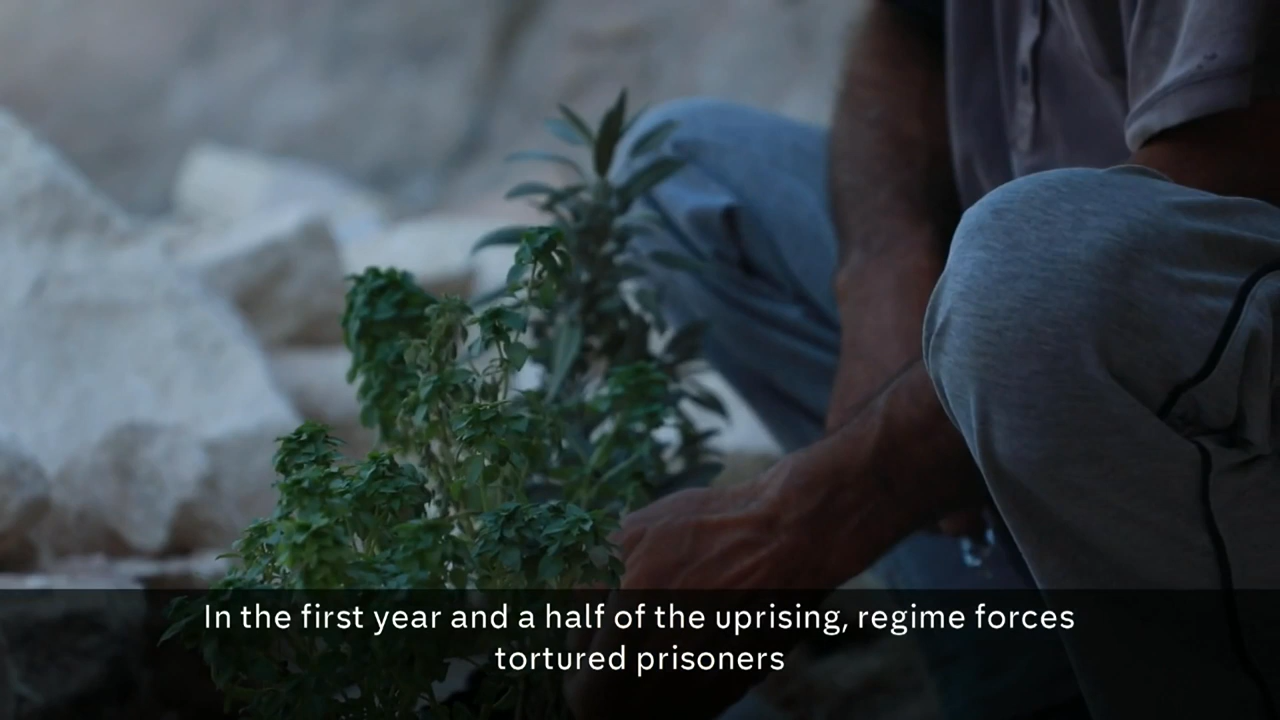 In the first year and a half of the uprising, regime forces
tortured prisoners